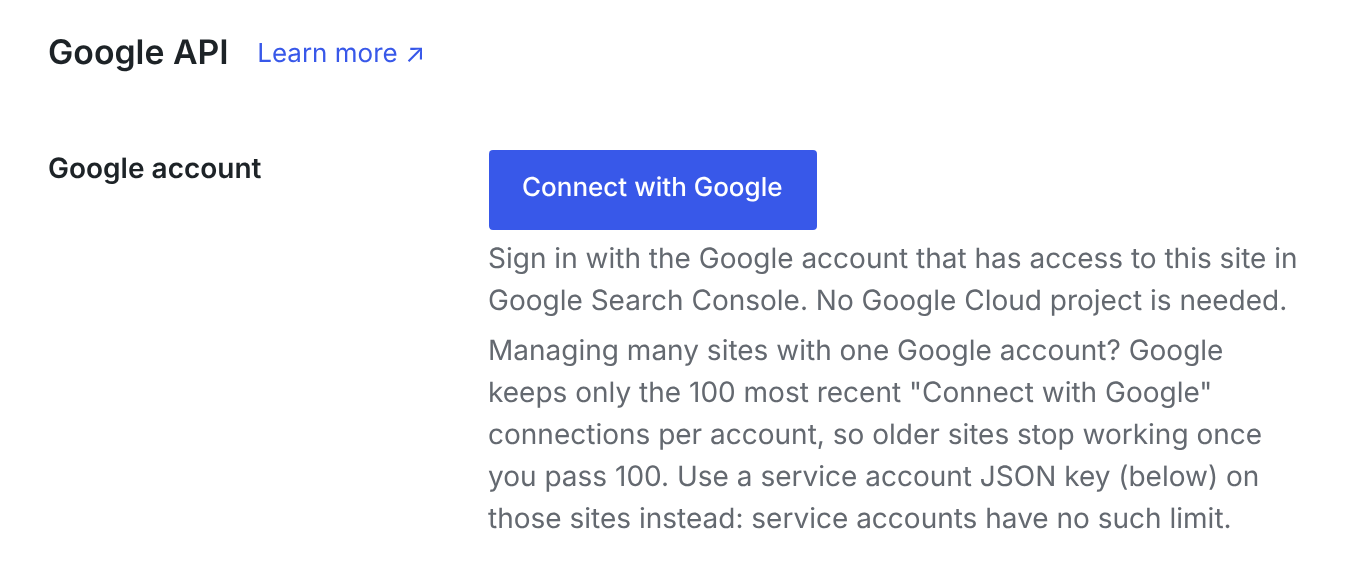 Google API Learn more ↗
Google account
Connect with Google
Sign in with the Google account that has access to this site in
Google Search Console. No Google Cloud project is needed.
Managing many sites with one Google account? Google
keeps only the 100 most recent "Connect with Google"
connections per account, so older sites stop working once
you pass 100. Use a service account JSON key (below) on
those sites instead: service accounts have no such limit.